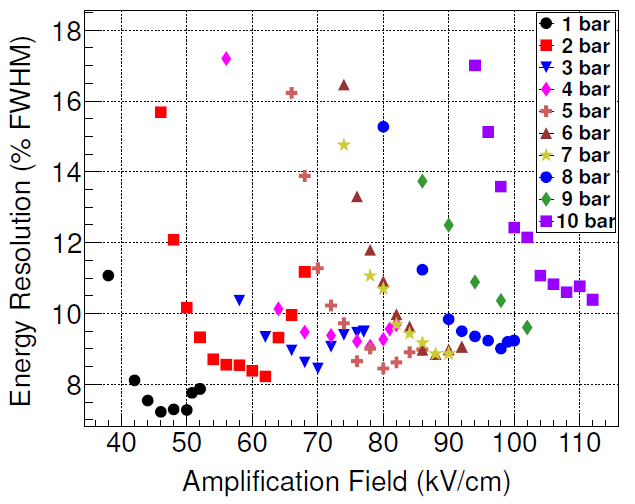 Energy Resolution (% FWHM)
18
16
14
12
10
8
40 50 60 70 80 90 100 110
Amplification Field (kV/cm)
1 bar
2 bar
3 bar
4 bar
5 bar
6 bar
7 bar
8 bar
9 bar
10 bar